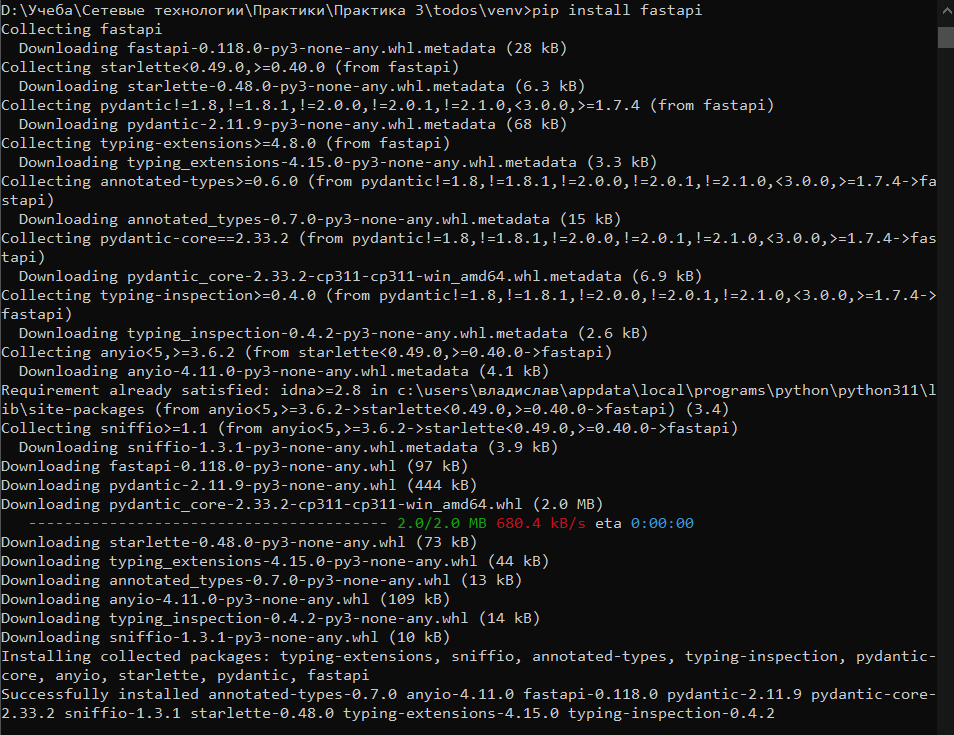 D:\Учеба\Сетевые технологии\Практики\Практика 3\todos\venv>pip install fastapi
Collecting fastapi
  Downloading fastapi-0.118.0-py3-none-any.whl.metadata (28 kB)
Collecting starlette<0.49.0,>=0.40.0 (from fastapi)
  Downloading starlette-0.48.0-py3-none-any.whl.metadata (6.3 kB)
Collecting pydantic!=1.8,!=1.8.1,!=2.0.0,!=2.0.1,!=2.1.0,<3.0.0,>=1.7.4 (from fastapi)
  Downloading pydantic-2.11.9-py3-none-any.whl.metadata (68 kB)
Collecting typing-extensions>=4.8.0 (from fastapi)
  Downloading typing_extensions-4.15.0-py3-none-any.whl.metadata (3.3 kB)
Collecting annotated-types>=0.6.0 (from pydantic!=1.8,!=1.8.1,!=2.0.0,!=2.0.1,!=2.1.0,<3.0.0,>=1.7.4->fa
stapi)
  Downloading annotated_types-0.7.0-py3-none-any.whl.metadata (15 kB)
Collecting pydantic-core==2.33.2 (from pydantic!=1.8,!=1.8.1,!=2.0.0,!=2.0.1,!=2.1.0,<3.0.0,>=1.7.4->fas
tapi)
  Downloading pydantic_core-2.33.2-cp311-cp311-win_amd64.whl.metadata (6.9 kB)
Collecting typing-inspection>=0.4.0 (from pydantic!=1.8,!=1.8.1,!=2.0.0,!=2.0.1,!=2.1.0,<3.0.0,>=1.7.4->
fastapi)
  Downloading typing_inspection-0.4.2-py3-none-any.whl.metadata (2.6 kB)
Collecting anyio<5,>=3.6.2 (from starlette<0.49.0,>=0.40.0->fastapi)
  Downloading anyio-4.11.0-py3-none-any.whl.metadata (4.1 kB)
Requirement already satisfied: idna>=2.8 in c:\users\владислав\appdata\local\programs\python\python311\l
ib\site-packages (from anyio<5,>=3.6.2->starlette<0.49.0,>=0.40.0->fastapi) (3.4)
Collecting sniffio>=1.1 (from anyio<5,>=3.6.2->starlette<0.49.0,>=0.40.0->fastapi)
  Downloading sniffio-1.3.1-py3-none-any.whl.metadata (3.9 kB)
Downloading fastapi-0.118.0-py3-none-any.whl (97 kB)
Downloading pydantic-2.11.9-py3-none-any.whl (444 kB)
Downloading pydantic_core-2.33.2-cp311-cp311-win_amd64.whl (2.0 MB)
   ---------------------------------------- 2.0/2.0 MB 680.4 kB/s eta 0:00:00
Downloading starlette-0.48.0-py3-none-any.whl (73 kB)
Downloading typing_extensions-4.15.0-py3-none-any.whl (44 kB)
Downloading annotated_types-0.7.0-py3-none-any.whl (13 kB)
Downloading anyio-4.11.0-py3-none-any.whl (109 kB)
Downloading typing_inspection-0.4.2-py3-none-any.whl (14 kB)
Downloading sniffio-1.3.1-py3-none-any.whl (10 kB)
Installing collected packages: typing-extensions, sniffio, annotated-types, typing-inspection, pydantic-
core, anyio, starlette, pydantic, fastapi
Successfully installed annotated-types-0.7.0 anyio-4.11.0 fastapi-0.118.0 pydantic-2.11.9 pydantic-core-
2.33.2 sniffio-1.3.1 starlette-0.48.0 typing-extensions-4.15.0 typing-inspection-0.4.2